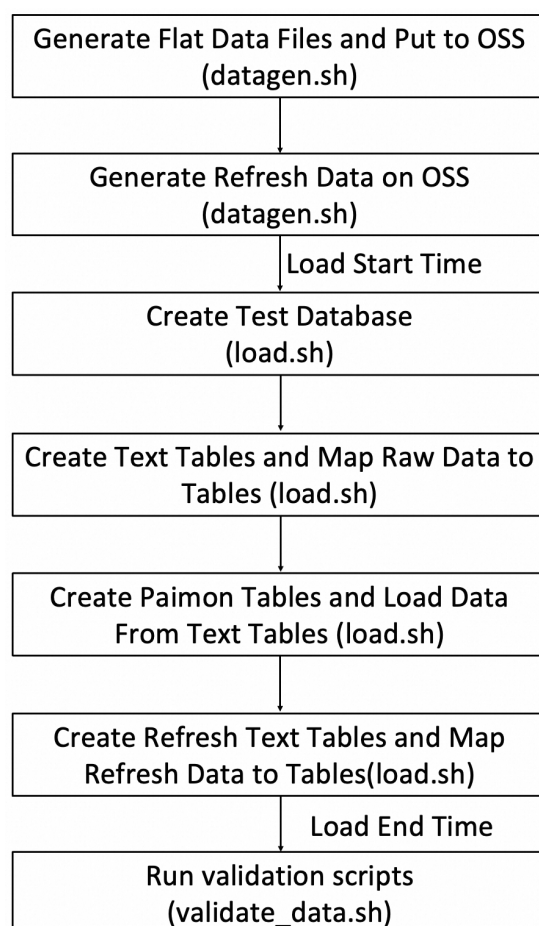 Generate Flat Data Files and Put to OSS
(datagen.sh)
Generate Refresh Data on OSS
(datagen.sh)
Load Start Time
Create Test Database
(load.sh)
Create Text Tables and Map Raw Data to
Tables (load.sh)
Create Paimon Tables and Load Data
From Text Tables (load.sh)
Create Refresh Text Tables and Map
Refresh Data to Tables(load.sh)
Load End Time
Run validation scripts
(validate_data.sh)